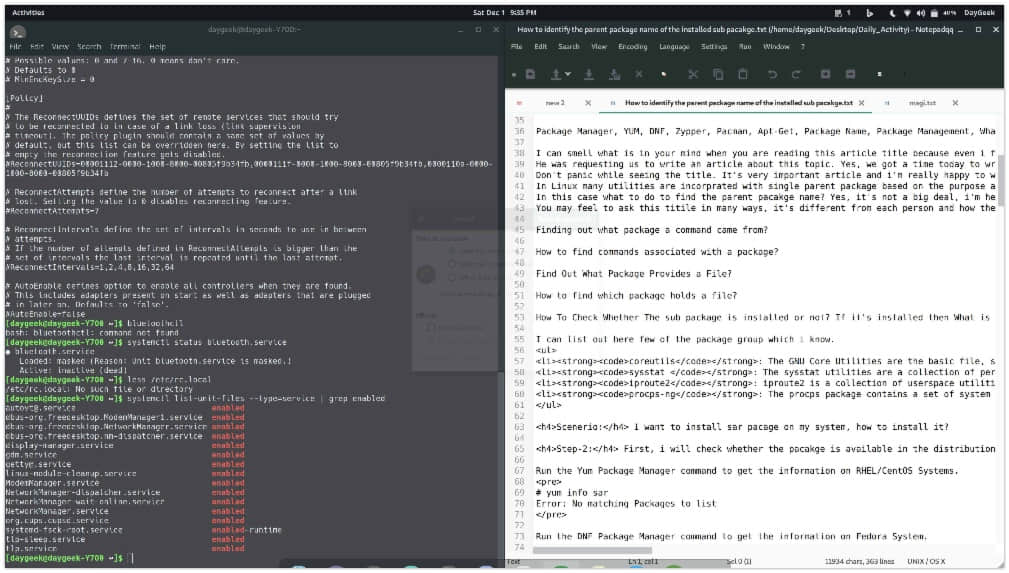 Activities
Sat Dec 1 9:35 PM
40% DayGeek
daygeek@daygeek-Y700:~
File Edit View Search Terminal Help
# Possible values: 0 and 7-16. 0 means don't care.
# Defaults to 0
# MinEncKeySize = 0
[Policy]
#
# The ReconnectUUIDs defines the set of remote services that should try
# to be reconnected to in case of a link loss (link supervision
# timeout). The policy plugin should contain a sane set of values by
# default, but this list can be overridden here. By setting the list to
# empty the reconnection feature gets disabled.
#ReconnectUUIDs=00001112-0000-1000-8000-00805f9b34fb,0000111f-0000-1000-8000-00805f9b34fb,0000110a-0000-
1000-8000-00805f9b34fb
# ReconnectAttempts define the number of attempts to reconnect after a link
# lost. Setting the value to 0 disables reconnecting feature.
#ReconnectAttempts=7
# ReconnectIntervals define the set of intervals in seconds to use in between
# attempts.
# If the number of attempts defined in ReconnectAttempts is bigger than the
# set of intervals the last interval is repeated until the last attempt.
#ReconnectIntervals=1,2,4,8,16,32,64
# AutoEnable defines option to enable all controllers when they are found.
# This includes adapters present on start as well as adapters that are plugged
# in later on. Defaults to 'false'.
#AutoEnable=false
[daygeek@daygeek-Y700 ~]$ bluetoothctl
bash: bluetoothctl: command not found
[daygeek@daygeek-Y700 ~]$ systemctl status bluetooth.service
● bluetooth.service
Loaded: masked (Reason: Unit bluetooth.service is masked.)
Active: inactive (dead)
[daygeek@daygeek-Y700 ~]$ less /etc/rc.local
/etc/rc.local: No such file or directory
[daygeek@daygeek-Y700 ~]$ systemctl list-unit-files --type=service | grep enabled
autovt@.service enabled
dbus-org.freedesktop.ModemManager1.service enabled
dbus-org.freedesktop.NetworkManager.service enabled
dbus-org.freedesktop.nm-dispatcher.service enabled
display-manager.service enabled
gdm.service enabled
getty@.service enabled
linux-module-cleanup.service enabled
ModemManager.service enabled
NetworkManager-dispatcher.service enabled
NetworkManager-wait-online.service enabled
NetworkManager.service enabled
org.cups.cupsd.service enabled
systemd-fsck-root.service enabled-runtime
tlp-sleep.service enabled
tlp.service enabled
[daygeek@daygeek-Y700 ~]$
How to identify the parent package name of the installed sub pacakge.txt (/home/daygeek/Desktop/Daily_Activity) - Notepadqq
File Edit Search View Encoding Language Settings Run Window ?
new 2 How to identify the parent package name of the installed sub pacakge.txt magi.txt
35
36 Package Manager, YUM, DNF, Zypper, Pacman, Apt-Get, Package Name, Package Management, Wha
37
38 I can smell what is in your mind when you are reading this article title because even i f
39 He was requesting us to write an article about this topic. Yes, we got a time today to wr
40 Don't panic while seeing the title. It's very important article and i'm really happy to w
41 In Linux many utilities are incorprated with single parent package based on the purpose a
42 In this case what to do to find the parent pacakge name? Yes, it's not a big deal, i'm he
43 You may feel to ask this titile in many ways, it's different from each person and how the
44
45 Finding out what package a command came from?
46
47 How to find commands associated with a package?
48
49 Find Out What Package Provides a File?
50
51 How to find which package holds a file?
52
53 How To Check Whether The sub package is installed or not? If it's installed then What is
54
55 I can list out here few of the package group which i know.
56 <ul>
57 <li><strong><code>coreutils</code></strong>: The GNU Core Utilities are the basic file, s
58 <li><strong><code>sysstat </code></strong>: The sysstat utilities are a collection of per
59 <li><strong><code>iproute2</code></strong>: iproute2 is a collection of userspace utiliti
60 <li><strong><code>procps-ng</code></strong>: The procps package contains a set of system
61 </ul>
62
63 <h4>Scenerio:</h4> I want to install sar pacage on my system, how to install it?
64
65 <h4>Step-2:</h4> First, i will check whether the pacakge is available in the distribution
66
67 Run the Yum Package Manager command to get the information on RHEL/CentOS Systems.
68 <pre>
69 # yum info sar
70 Error: No matching Packages to list
71 </pre>
72
73 Run the DNF Package Manager command to get the information on Fedora System.
74
Text Ln 1, col 1 Sel 0 (1) 11934 chars, 363 lines UNIX / OS X